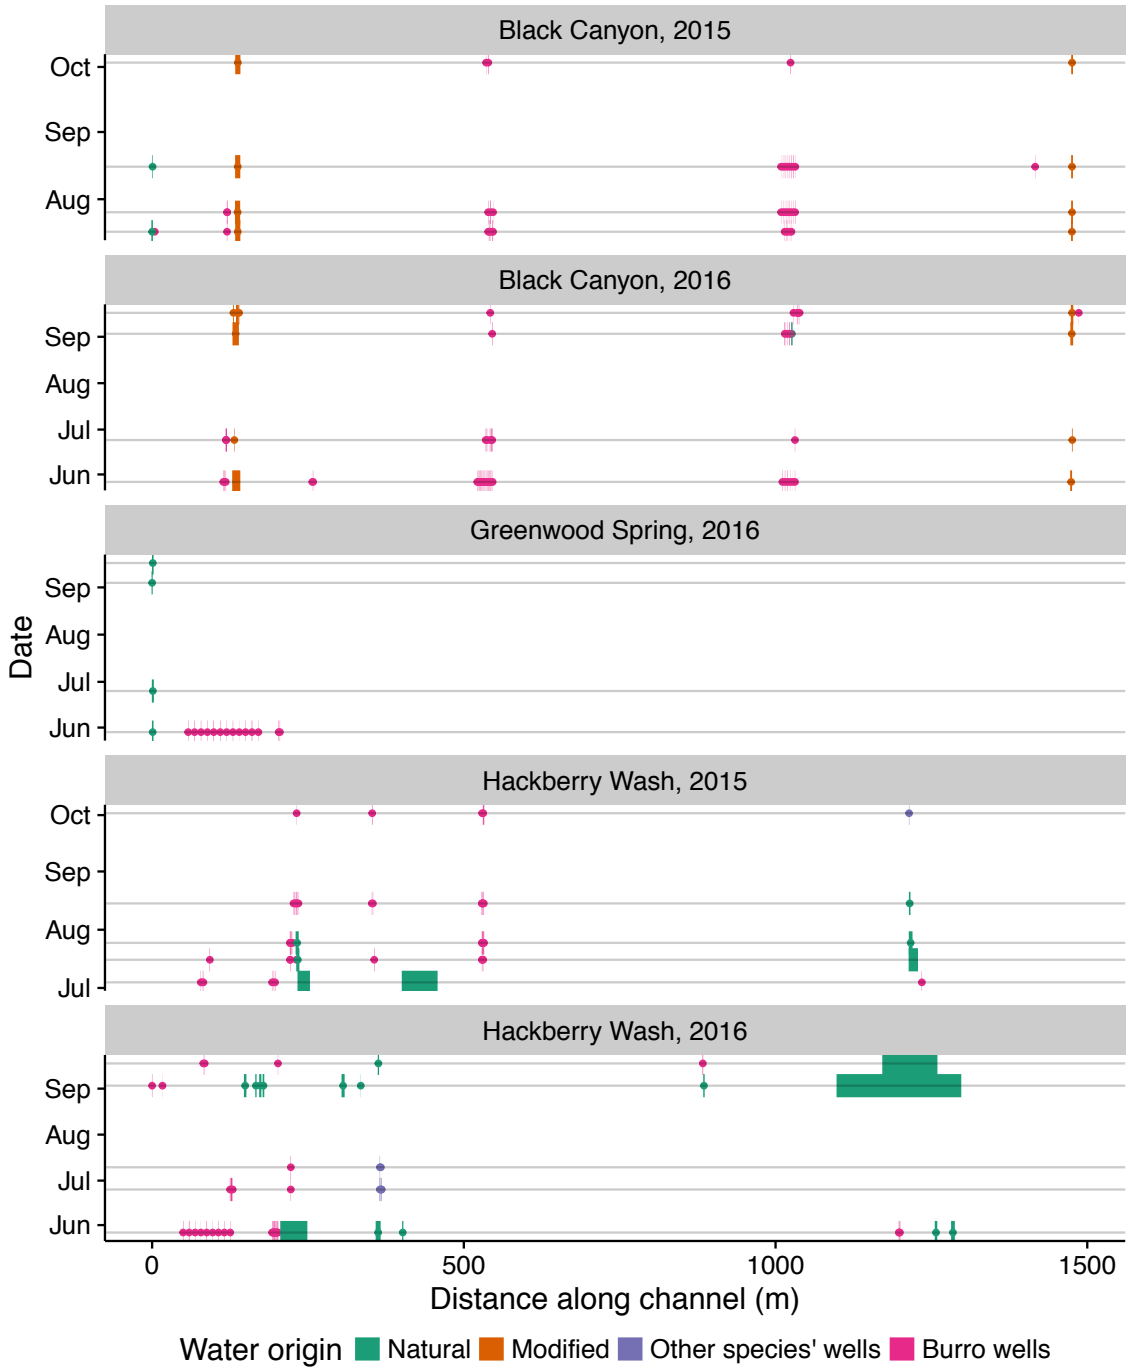 Black Canyon, 2015
Oct
Sep
Aug
Black Canyon, 2016
Sep
Aug
Jul
Jun
Greenwood Spring, 2016
Sep
Aug
Jul
Jun
Date
Hackberry Wash, 2015
Oct
Sep
Aug
Jul
Hackberry Wash, 2016
Sep
Aug
Jul
Jun
0 500 1000 1500
Distance along channel (m)
Water origin Natural Modified Other species' wells Burro wells